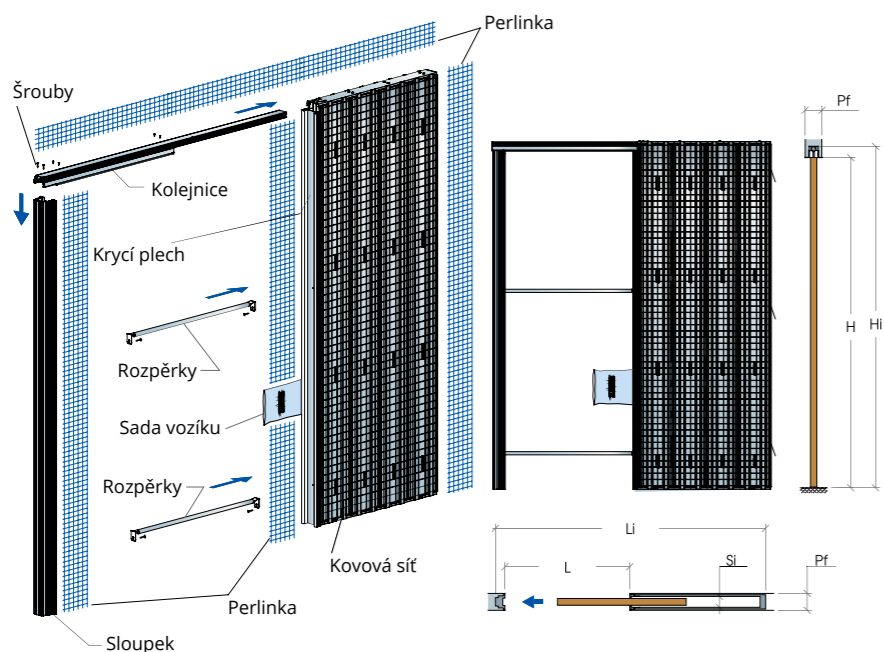 Perlinka
Šrouby
Kolejnice
Krycí plech
Rozpěrky
Sada vozíku
Rozpěrky
Kovová síť
Perlinka
Sloupek
Pf
H
Hi
Li
L
Si
Pf